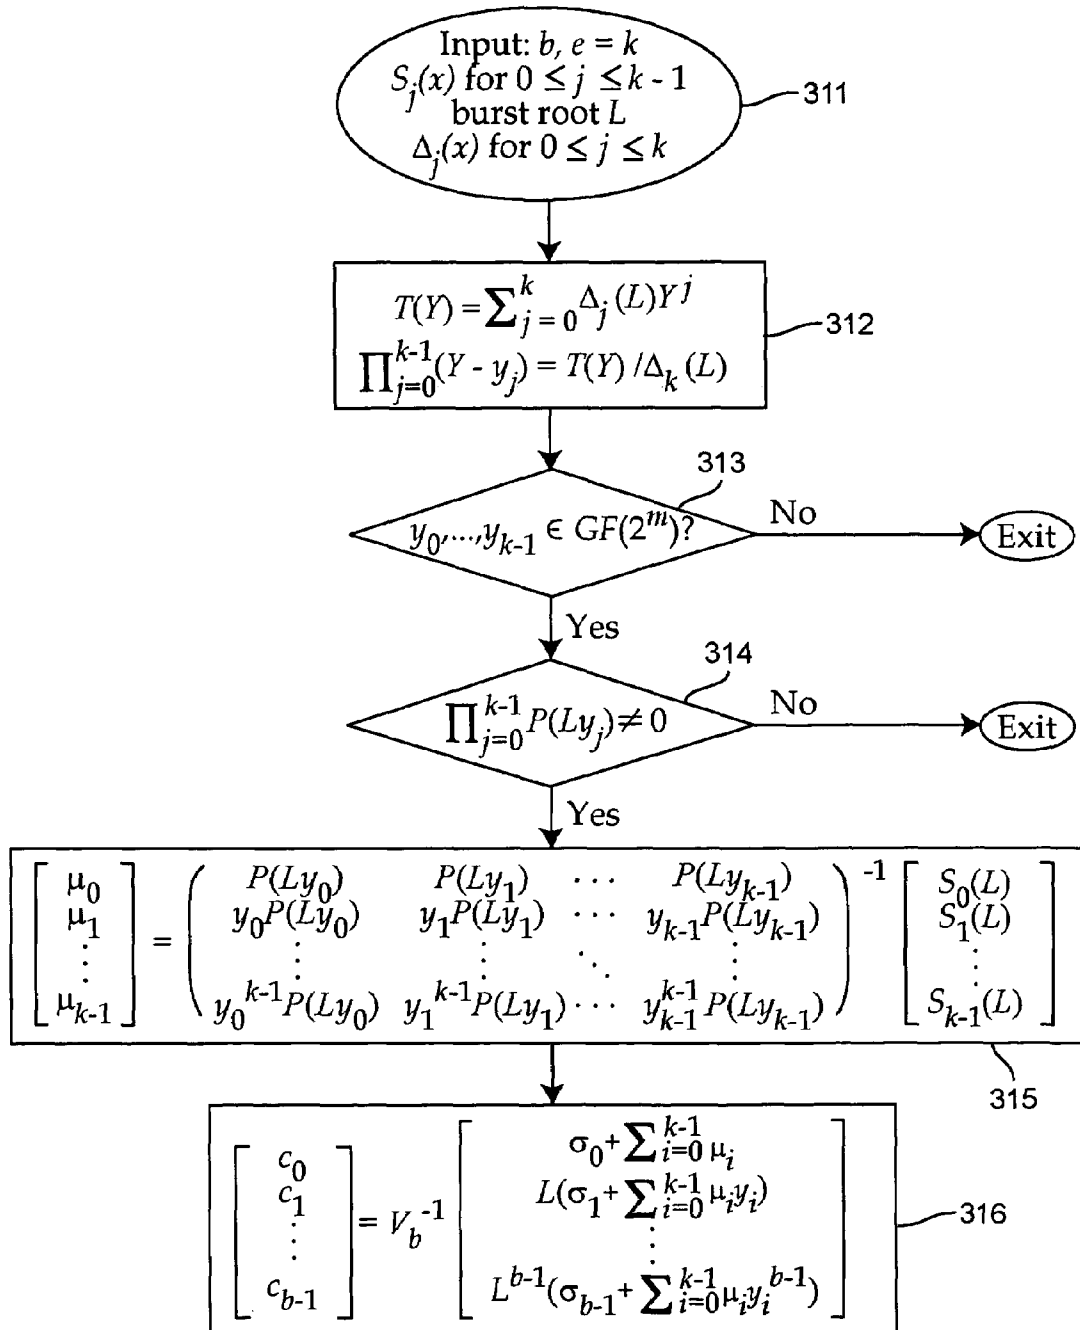 Input: b, e = k
S_j(x) for 0 ≤ j ≤ k - 1
burst root L
Δ_j(x) for 0 ≤ j ≤ k
311
T(Y) = ∑_{j = 0}^{k} Δ_j (L)Y^j
∏_{j=0}^{k-1} (Y - y_j) = T(Y) /Δ_k (L)
312
313
y_0,...,y_{k-1} ∈ GF(2^m)?
No
Exit
Yes
314
∏_{j=0}^{k-1} P(Ly_j) ≠ 0
No
Exit
Yes
[ μ_0 ] ( P(Ly_0) P(Ly_1) ⋯ P(Ly_{k-1}) )^{-1} [ S_0(L) ]
[ μ_1 ] = ( y_0P(Ly_0) y_1P(Ly_1) ⋯ y_{k-1}P(Ly_{k-1}) ) [ S_1(L) ]
⋮ ⋮ ⋮ ⋱ ⋮ ⋮
[ μ_{k-1} ] ( y_0^{k-1}P(Ly_0) y_1^{k-1}P(Ly_1) ⋯ y_{k-1}^{k-1}P(Ly_{k-1}) ) [ S_{k-1}(L) ]
315
[ c_0 ] [ σ_0 + ∑_{i=0}^{k-1} μ_i ]
[ c_1 ] = V_b^{-1} [ L(σ_1 + ∑_{i=0}^{k-1} μ_i y_i) ]
⋮ ⋮
[ c_{b-1} ] [ L^{b-1}(σ_{b-1} + ∑_{i=0}^{k-1} μ_i y_i^{b-1}) ]
316